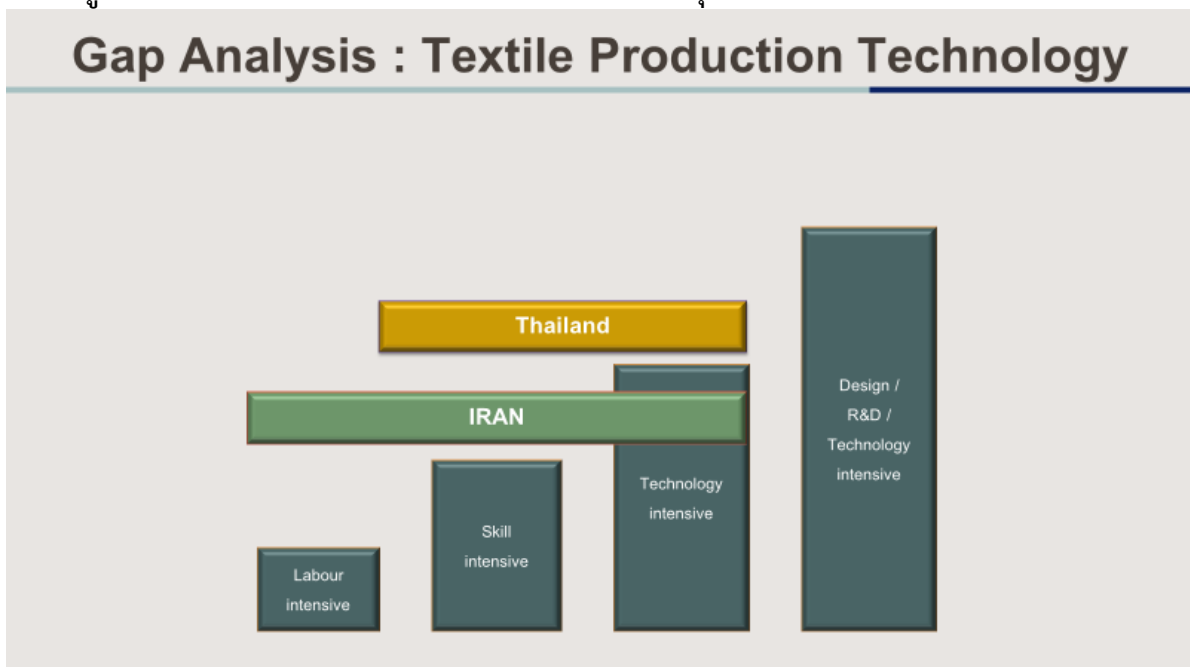 Gap Analysis : Textile Production Technology
Thailand
IRAN
Labour
intensive
Skill
intensive
Technology
intensive
Design /
R&D /
Technology
intensive